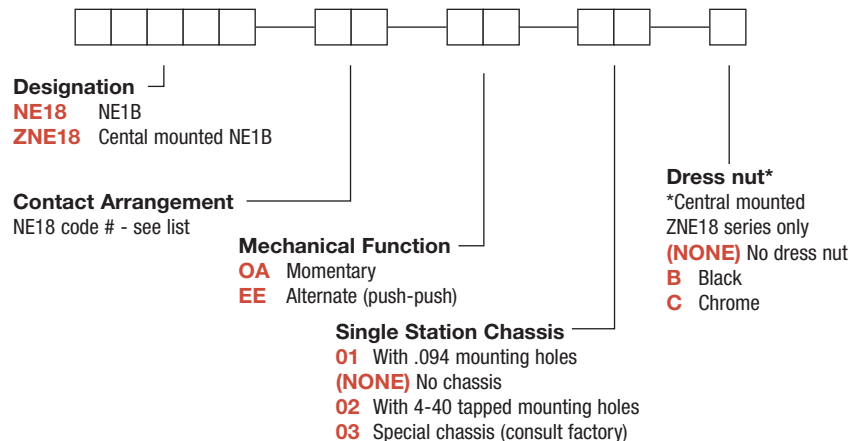 Designation
NE18 NE1B
ZNE18 Cental mounted NE1B
Contact Arrangement
NE18 code # - see list
Mechanical Function
OA Momentary
EE Alternate (push-push)
Single Station Chassis
01 With .094 mounting holes
(NONE) No chassis
02 With 4-40 tapped mounting holes
03 Special chassis (consult factory)
Dress nut*
*Central mounted
ZNE18 series only
(NONE) No dress nut
B Black
C Chrome